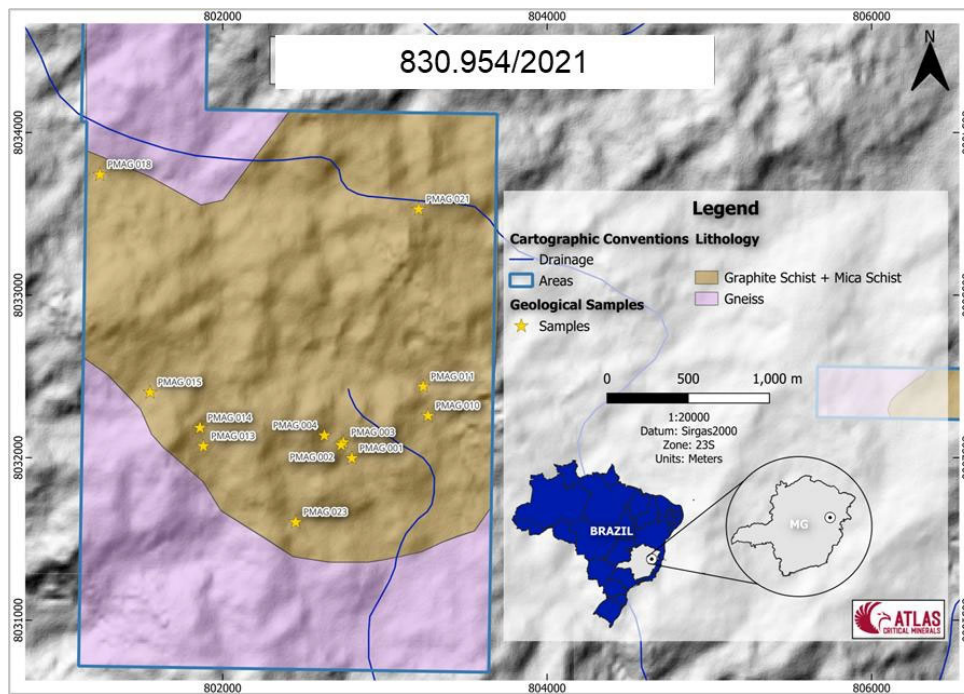 802000 804000 806000
830.954/2021
N
8034000
8033000
8032000
8031000
PMAG 018
PMAG 021
PMAG 011
PMAG 015
PMAG 010
PMAG 014
PMAG 004
PMAG 003
PMAG 013
PMAG 002
PMAG 001
PMAG 023
Legend
Cartographic Conventions Lithology
Drainage
Areas
Graphite Schist + Mica Schist
Gneiss
Geological Samples
Samples
0 500 1,000 m
1:20000
Datum: Sirgas2000
Zone: 23S
Units: Meters
BRAZIL
MG
ATLAS
CRITICAL MINERALS
802000 804000 806000